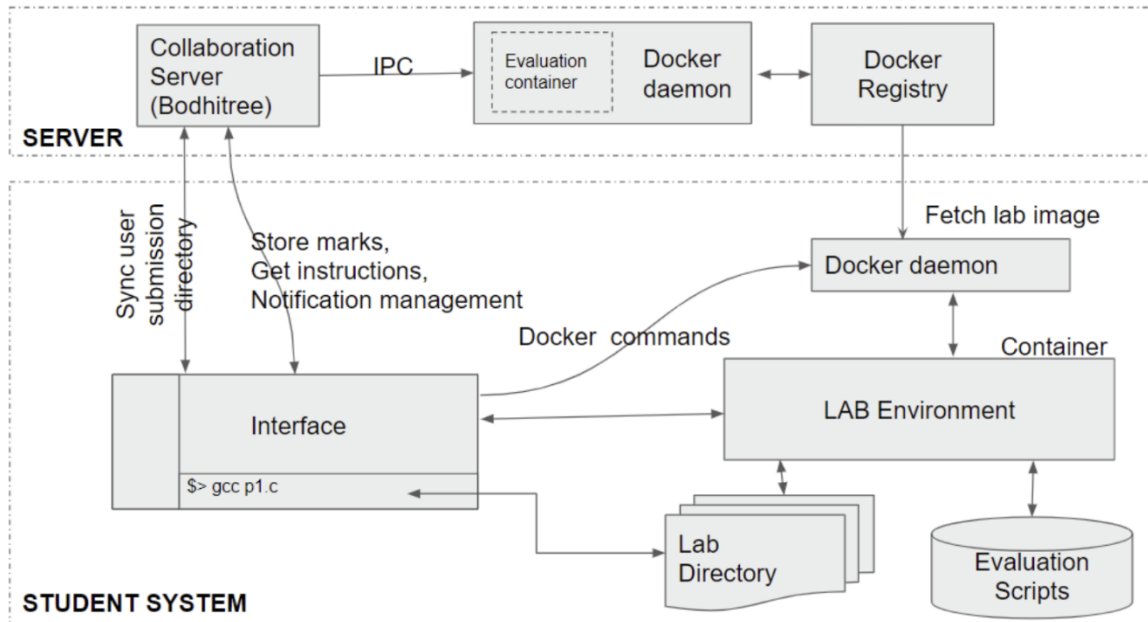 Collaboration
Server
(Bodhitree)
IPC
Evaluation
container
Docker
daemon
Docker
Registry
SERVER
Sync user
submission
directory
Store marks,
Get instructions,
Notification management
Fetch lab image
Docker daemon
Docker commands
Container
Interface
LAB Environment
$> gcc p1.c
Lab
Directory
Evaluation
Scripts
STUDENT SYSTEM